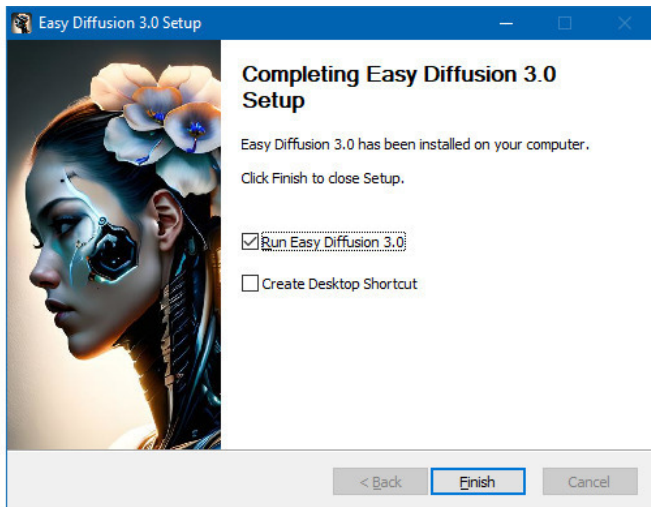 Easy Diffusion 3.0 Setup
Completing Easy Diffusion 3.0
Setup
Easy Diffusion 3.0 has been installed on your computer.
Click Finish to close Setup.
Run Easy Diffusion 3.0
Create Desktop Shortcut
< Back Finish Cancel